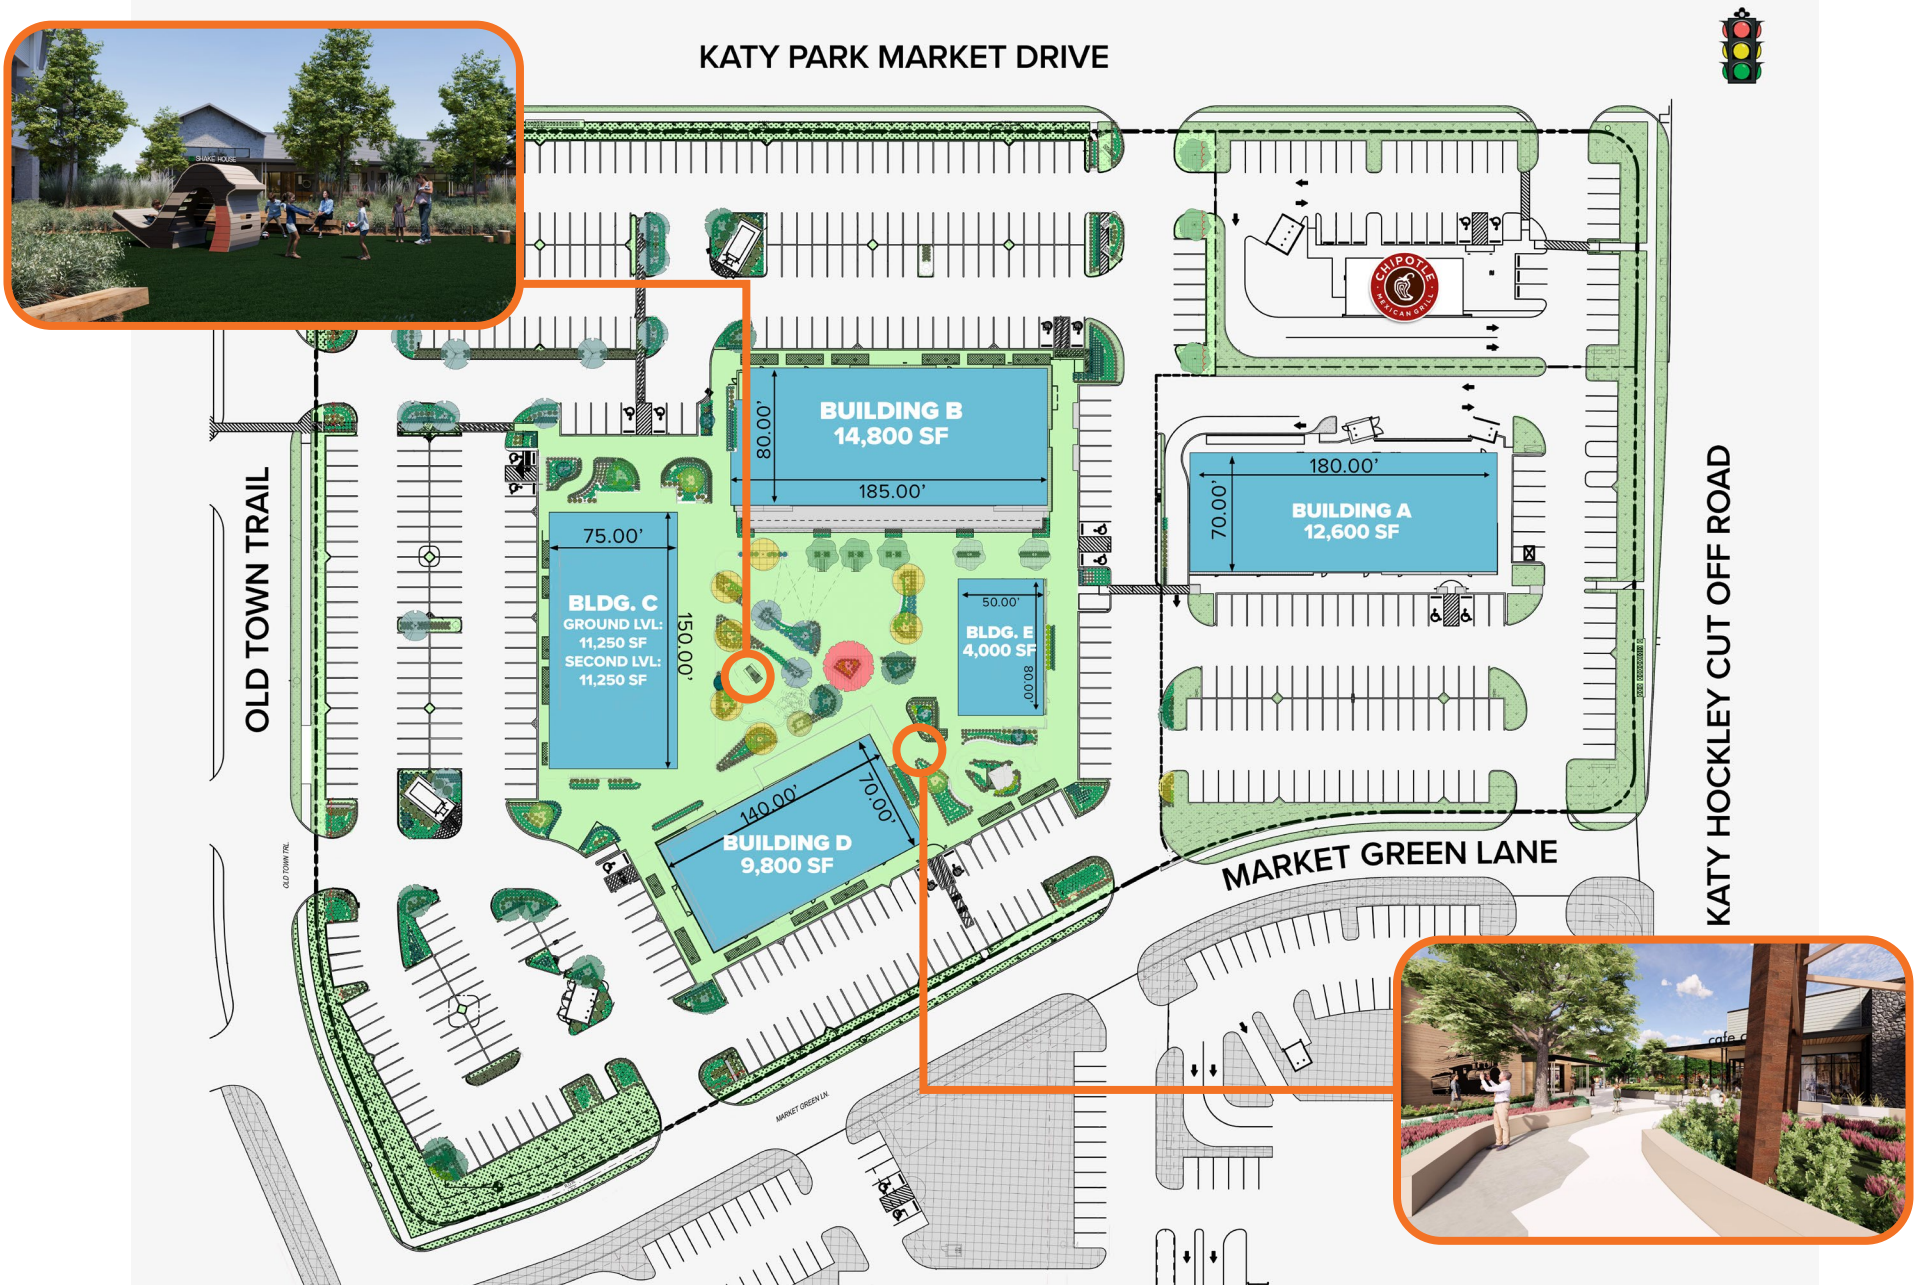 KATY PARK MARKET DRIVE
SHAKE HOUSE
CHIPOTLE
MEXICAN GRILL
BUILDING B
14,800 SF
80.00'
185.00'
BUILDING A
12,600 SF
180.00'
70.00'
OLD TOWN TRAIL
75.00'
BLDG. C
GROUND LVL:
11,250 SF
SECOND LVL:
11,250 SF
150.00'
50.00'
BLDG. E
4,000 SF
80.00'
KATY HOCKLEY CUT OFF ROAD
140.00'
70.00'
BUILDING D
9,800 SF
MARKET GREEN LANE
OLD TOWN TRL.
MARKET GREEN LN.
cafe